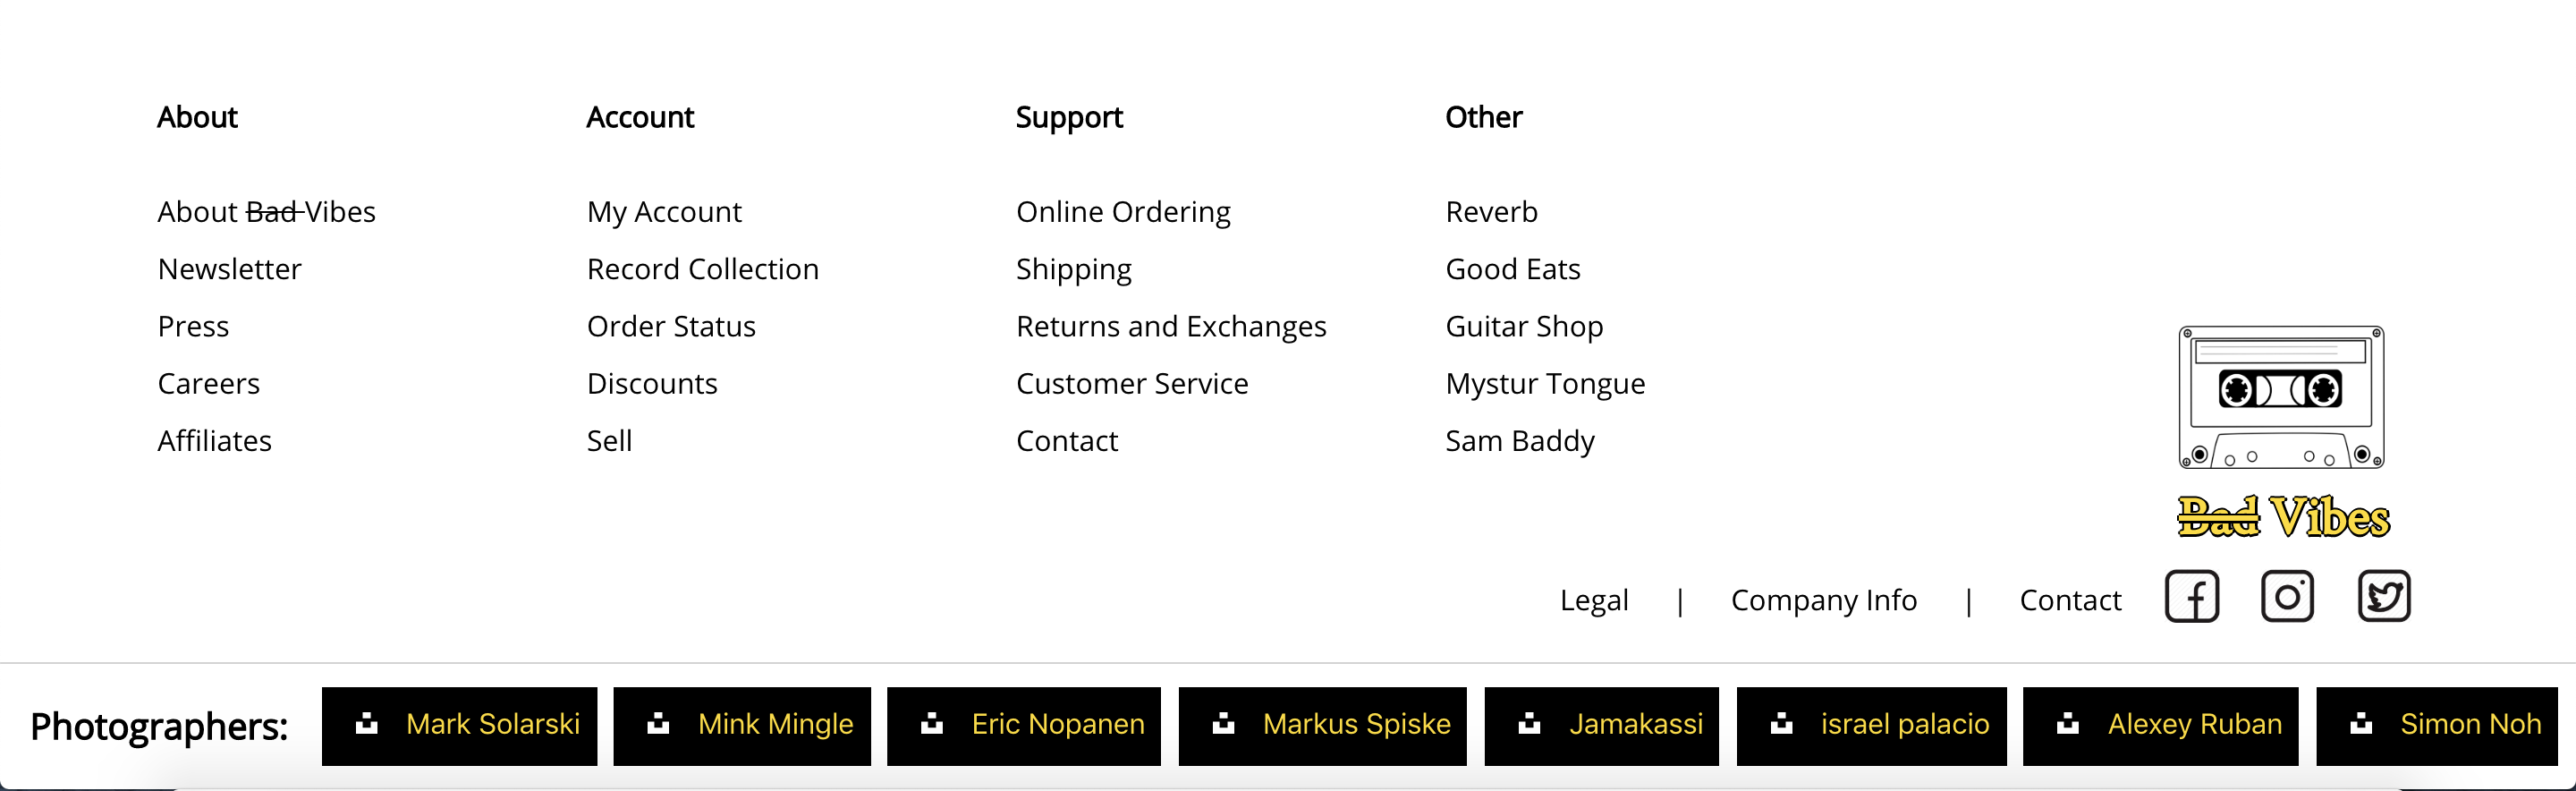 About
About Bad Vibes
Newsletter
Press
Careers
Affiliates
Account
My Account
Record Collection
Order Status
Discounts
Sell
Support
Online Ordering
Shipping
Returns and Exchanges
Customer Service
Contact
Other
Reverb
Good Eats
Guitar Shop
Mystur Tongue
Sam Baddy
Bad Vibes
Legal | Company Info | Contact
Photographers: Mark Solarski Mink Mingle Eric Nopanen Markus Spiske Jamakassi israel palacio Alexey Ruban Simon Noh